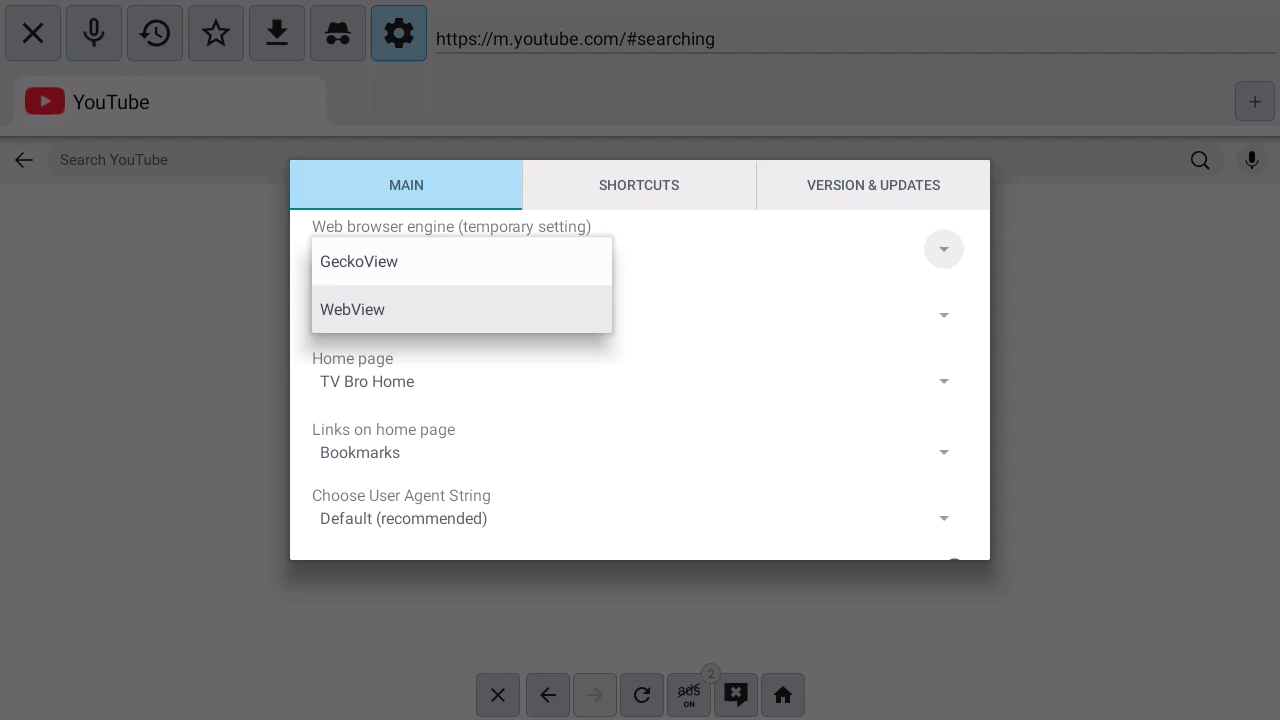 https://m.youtube.com/#searching
YouTube
+
Search YouTube
MAIN
SHORTCUTS
VERSION & UPDATES
Web browser engine (temporary setting)
GeckoView
WebView
Home page
TV Bro Home
Links on home page
Bookmarks
Choose User Agent String
Default (recommended)
2
ads
ON